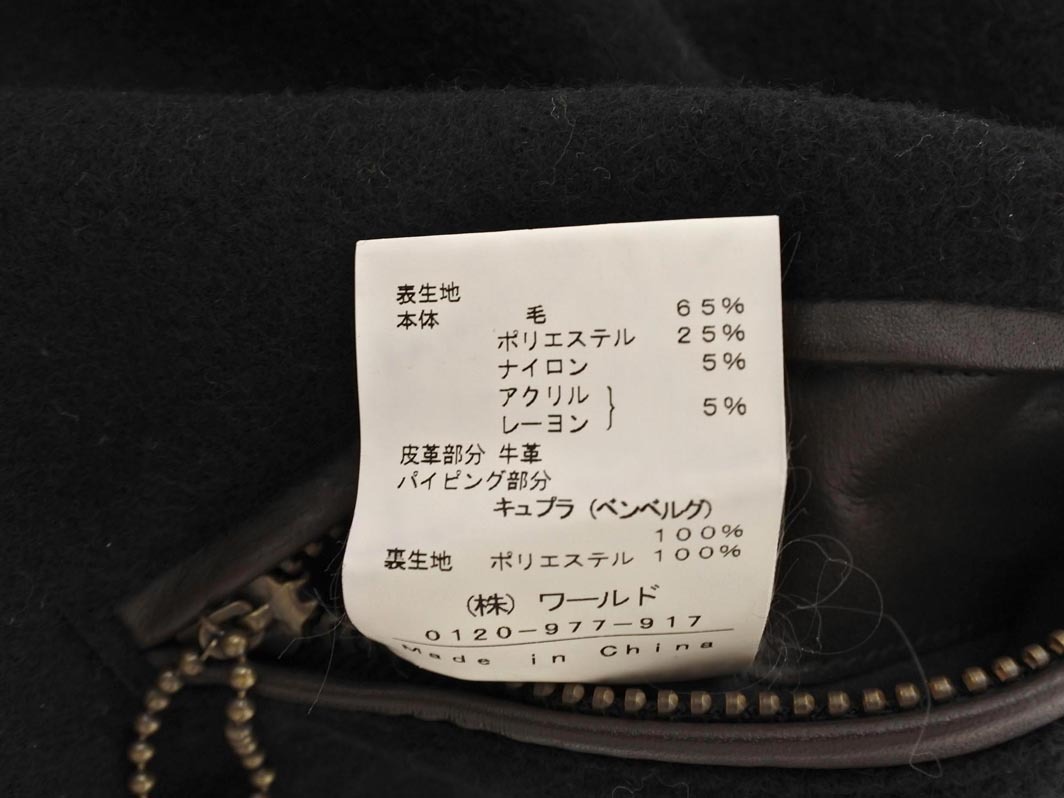 表生地
本体 毛 65%
ポリエステル 25%
ナイロン 5%
アクリル
レーヨン } 5%
皮革部分 牛革
パイピング部分
キュプラ (ベンベルグ)
100%
裏生地 ポリエステル 100%
(株) ワールド
0120-977-917
Made in China